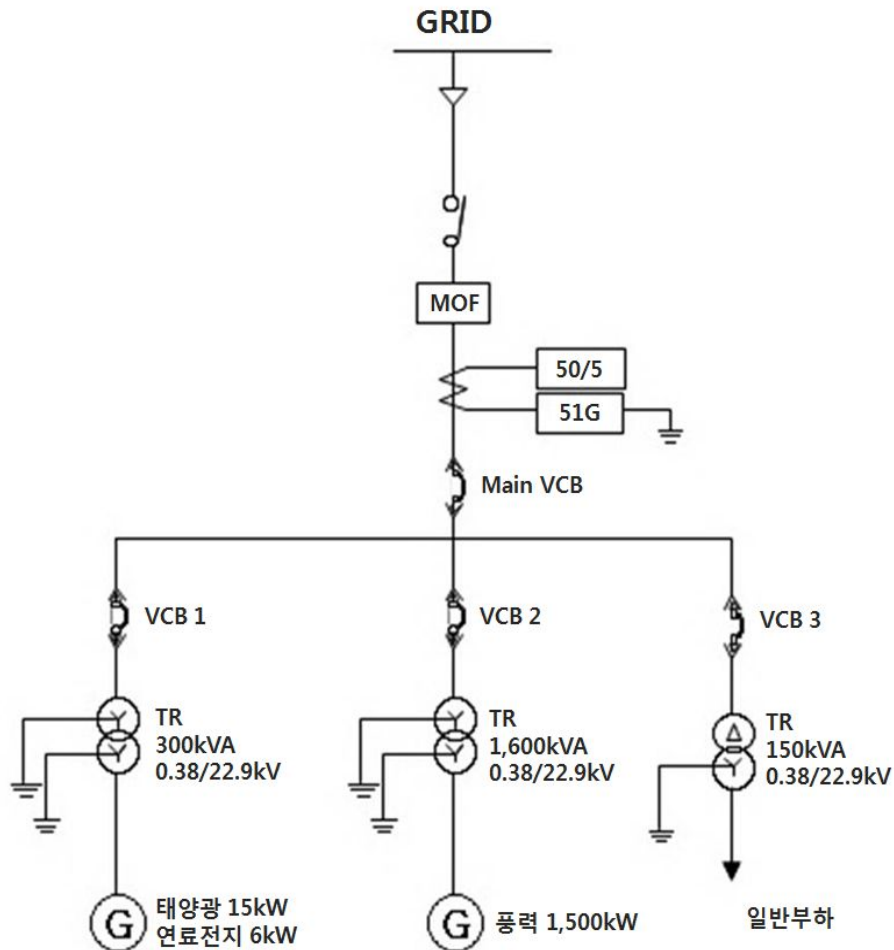 GRID
MOF
50/5
51G
Main VCB
VCB 1
VCB 2
VCB 3
Y
Y
TR
300kVA
0.38/22.9kV
Y
Y
TR
1,600kVA
0.38/22.9kV
Δ
Y
TR
150kVA
0.38/22.9kV
G
태양광 15kW
연료전지 6kW
G
풍력 1,500kW
일반부하